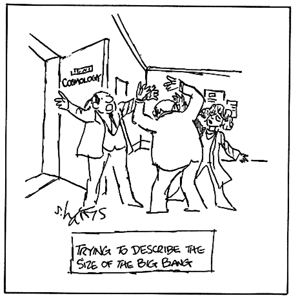 COSMOLOGY
TRYING TO DESCRIBE THE
SIZE OF THE BIG BANG